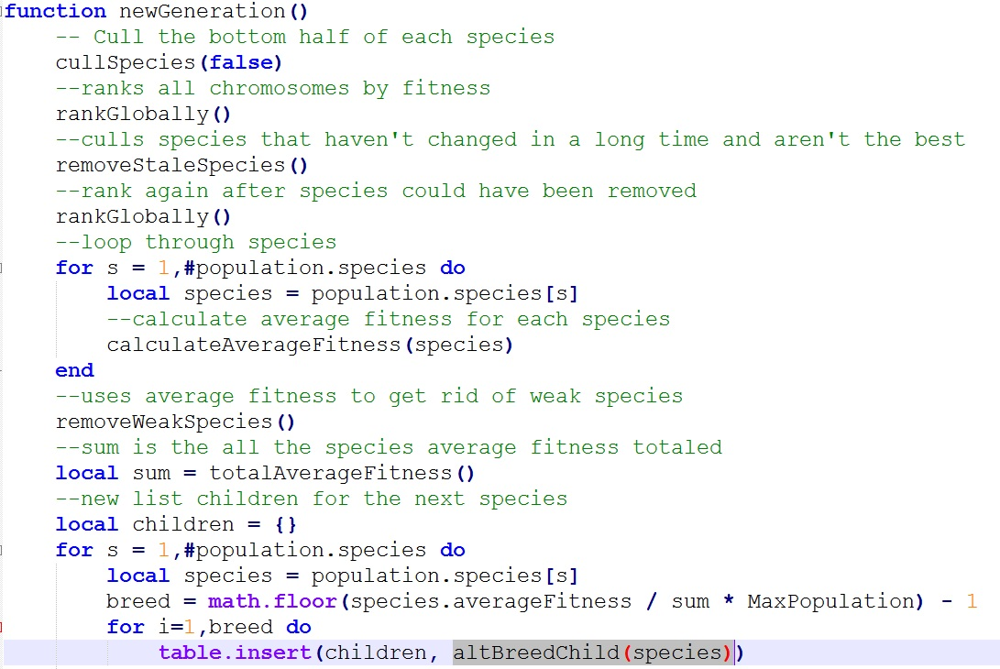 function newGeneration()
-- Cull the bottom half of each species
cullSpecies(false)
--ranks all chromosomes by fitness
rankGlobally()
--culls species that haven't changed in a long time and aren't the best
removeStaleSpecies()
--rank again after species could have been removed
rankGlobally()
--loop through species
for s = 1,#population.species do
local species = population.species[s]
--calculate average fitness for each species
calculateAverageFitness(species)
end
--uses average fitness to get rid of weak species
removeWeakSpecies()
--sum is the all the species average fitness totaled
local sum = totalAverageFitness()
--new list children for the next species
local children = {}
for s = 1,#population.species do
local species = population.species[s]
breed = math.floor(species.averageFitness / sum * MaxPopulation) - 1
for i=1,breed do
table.insert(children, altBreedChild(species))